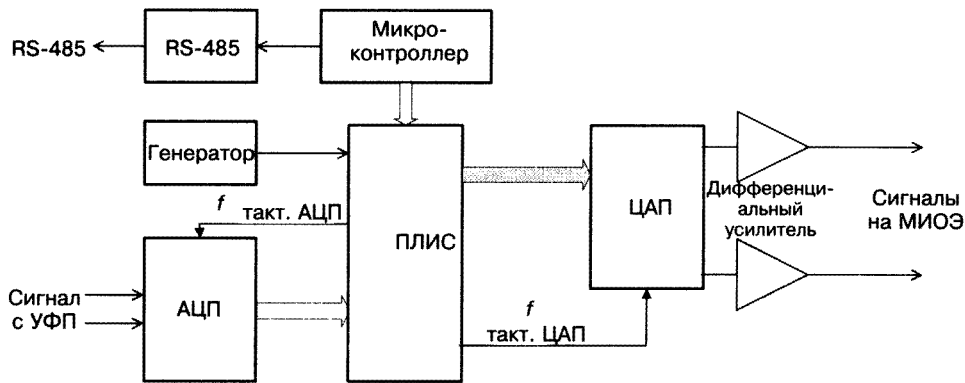 RS-485
RS-485
Микро-
контроллер
Генератор
f
такт. АЦП
ПЛИС
ЦАП
Дифференци-
альный
усилитель
Сигналы
на МИОЭ
Сигнал
с УФП
АЦП
f
такт. ЦАП